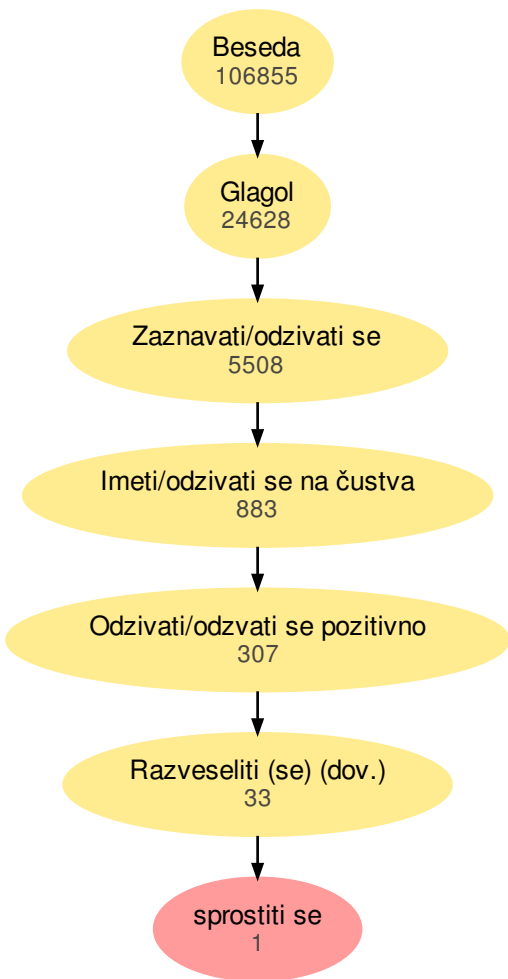 Beseda
106855
Glagol
24628
Zaznavati/odzivati se
5508
Imeti/odzivati se na čustva
883
Odzivati/odzvati se pozitivno
307
Razveseliti (se) (dov.)
33
sprostiti se
1